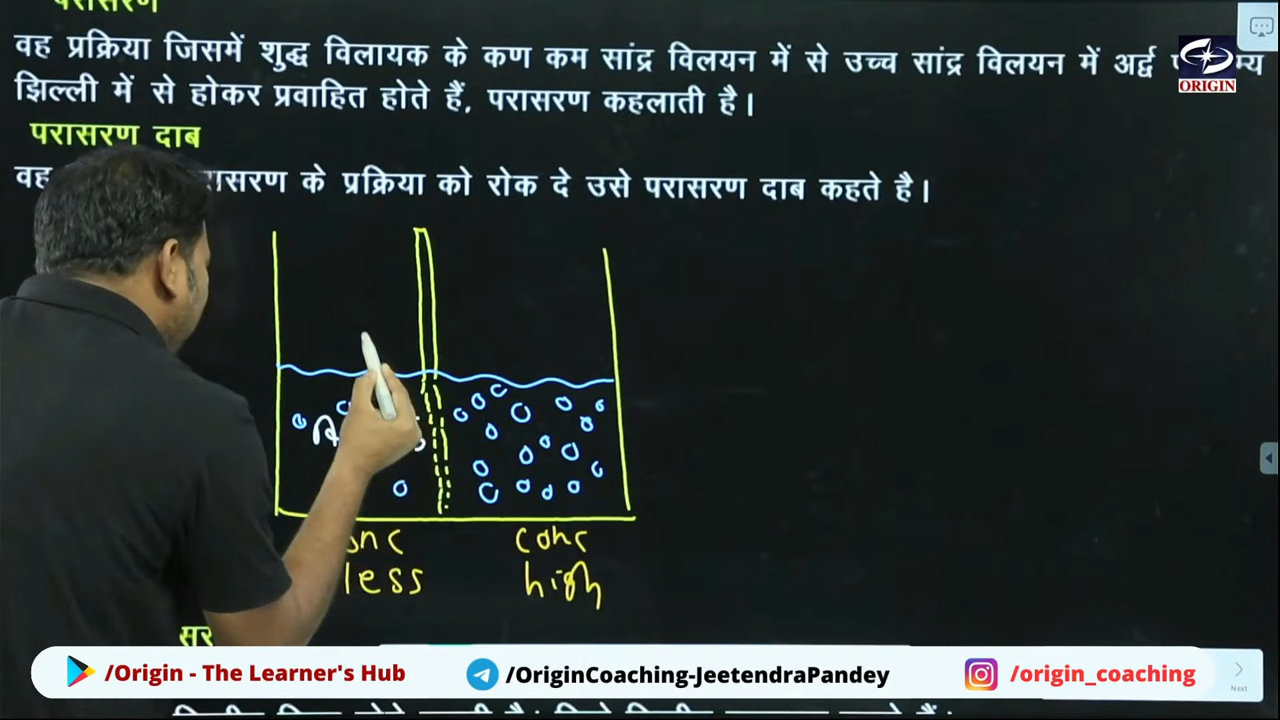 परासरण
वह प्रक्रिया जिसमें शुद्ध विलायक के कण कम सांद्र विलयन में से उच्च सांद्र विलयन में अर्द्व
झिल्ली में से होकर प्रवाहित होते हैं, परासरण कहलाती है।
ORIGIN
परासरण दाब
वह के प्रक्रिया को रोक दे उसे परासरण दाब कहते है।
conc
less
high
/Origin - The Learner's Hub
/OriginCoaching-JeetendraPandey
/origin_coaching
Next